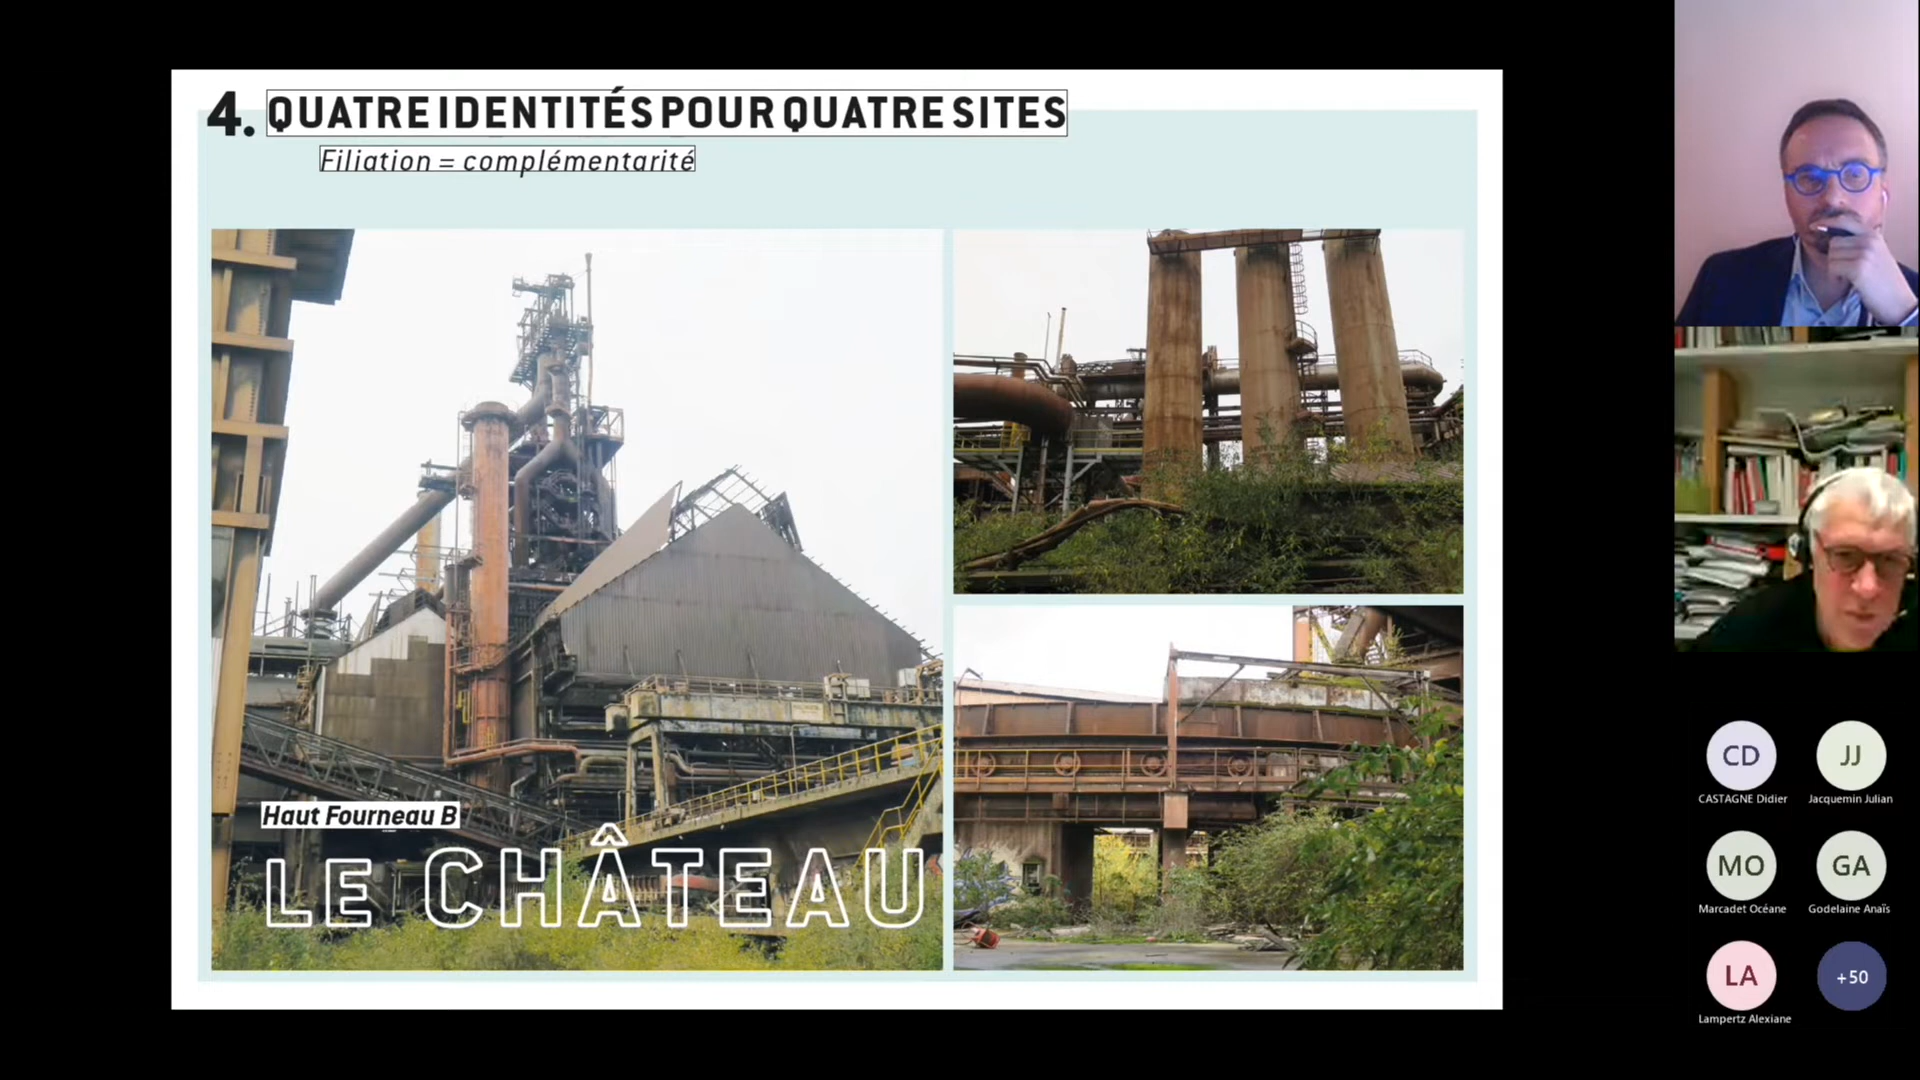 4. QUATRE IDENTITÉS POUR QUATRE SITES
Filiation = complémentarité
Haut Fourneau B
LE CHÂTEAU
CD
JJ
CASTAGNE Didier
Jacquemin Julian
MO
GA
Marcadet Océane
Godelaine Anaïs
LA
+50
Lampertz Alexiane